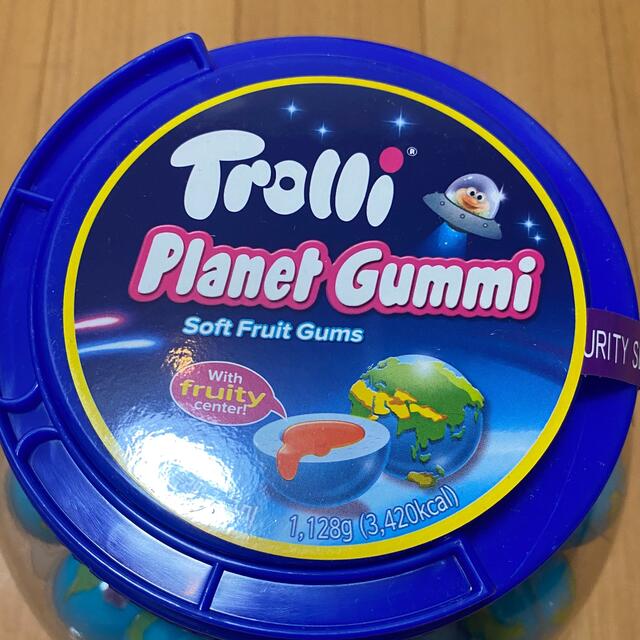 Trolli®
Planet Gummi
Soft Fruit Gums
With
fruity
center!
1,128g (3,420kcal)
URITY